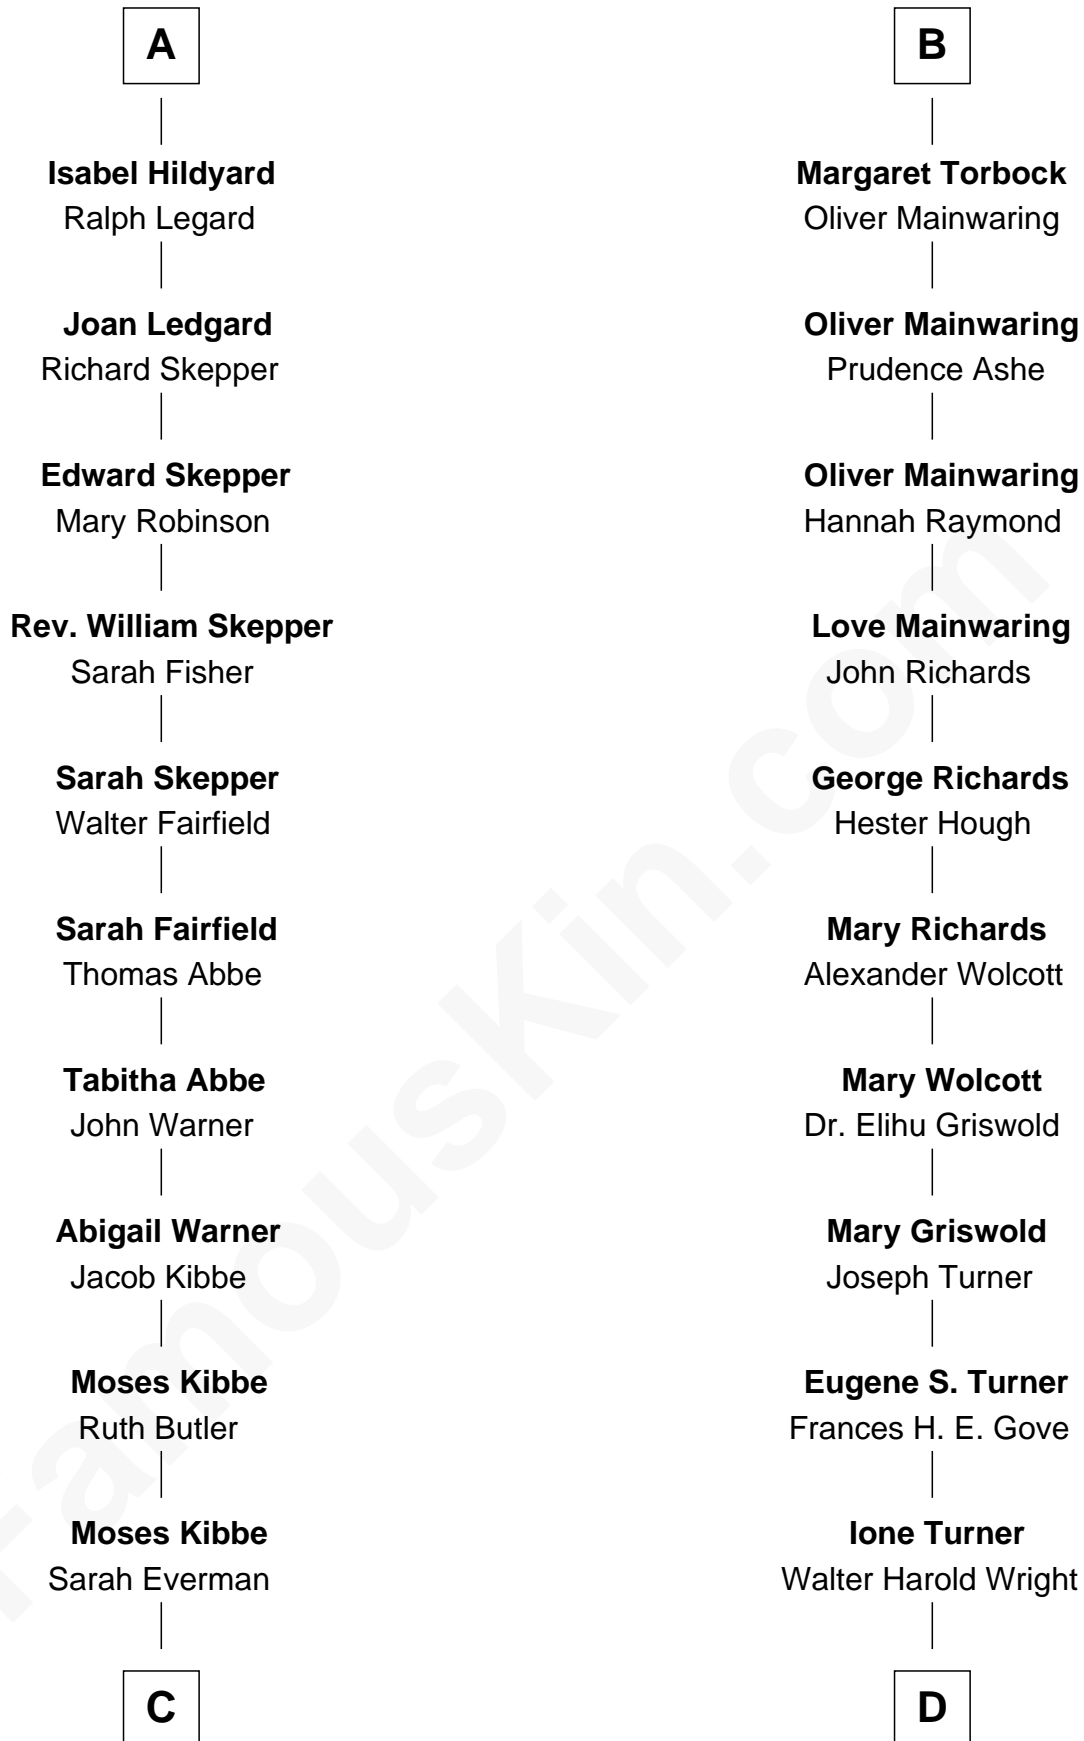 A
Isabel Hildyard
Ralph Legard
Joan Ledgard
Richard Skepper
Edward Skepper
Mary Robinson
Rev. William Skepper
Sarah Fisher
Sarah Skepper
Walter Fairfield
Sarah Fairfield
Thomas Abbe
Tabitha Abbe
John Warner
Abigail Warner
Jacob Kibbe
Moses Kibbe
Ruth Butler
Moses Kibbe
Sarah Everman
C
B
Margaret Torbock
Oliver Mainwaring
Oliver Mainwaring
Prudence Ashe
Oliver Mainwaring
Hannah Raymond
Love Mainwaring
John Richards
George Richards
Hester Hough
Mary Richards
Alexander Wolcott
Mary Wolcott
Dr. Elihu Griswold
Mary Griswold
Joseph Turner
Eugene S. Turner
Frances H. E. Gove
Ione Turner
Walter Harold Wright
D
FamousKin.com